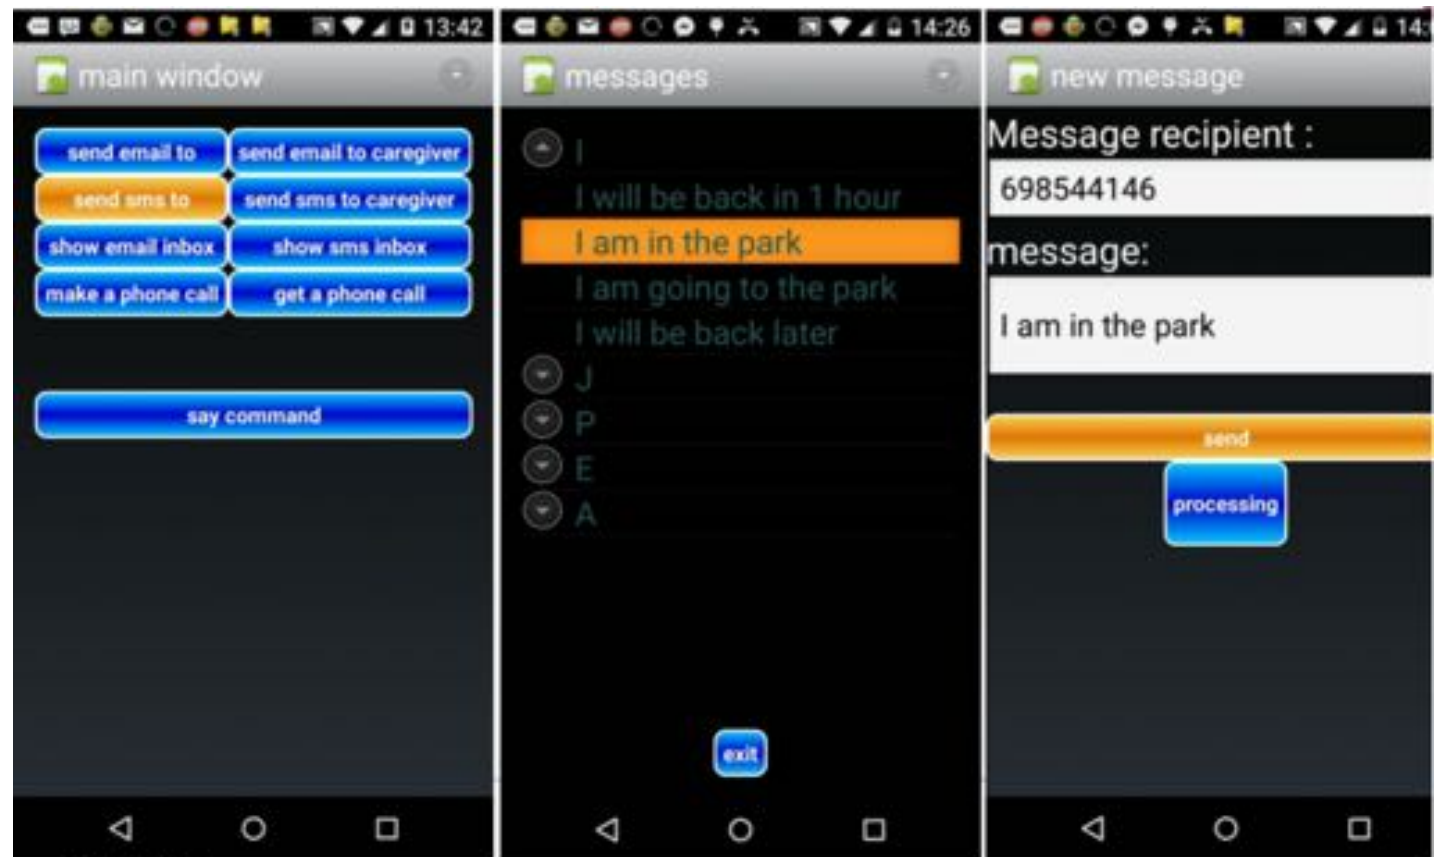 13:42
main window
send email to
send email to caregiver
send sms to
send sms to caregiver
show email inbox
show sms inbox
make a phone call
get a phone call
say command
14:26
messages
I
I will be back in 1 hour
I am in the park
I am going to the park
I will be back later
J
P
E
A
exit
14:
new message
Message recipient :
698544146
message:
I am in the park
send
processing